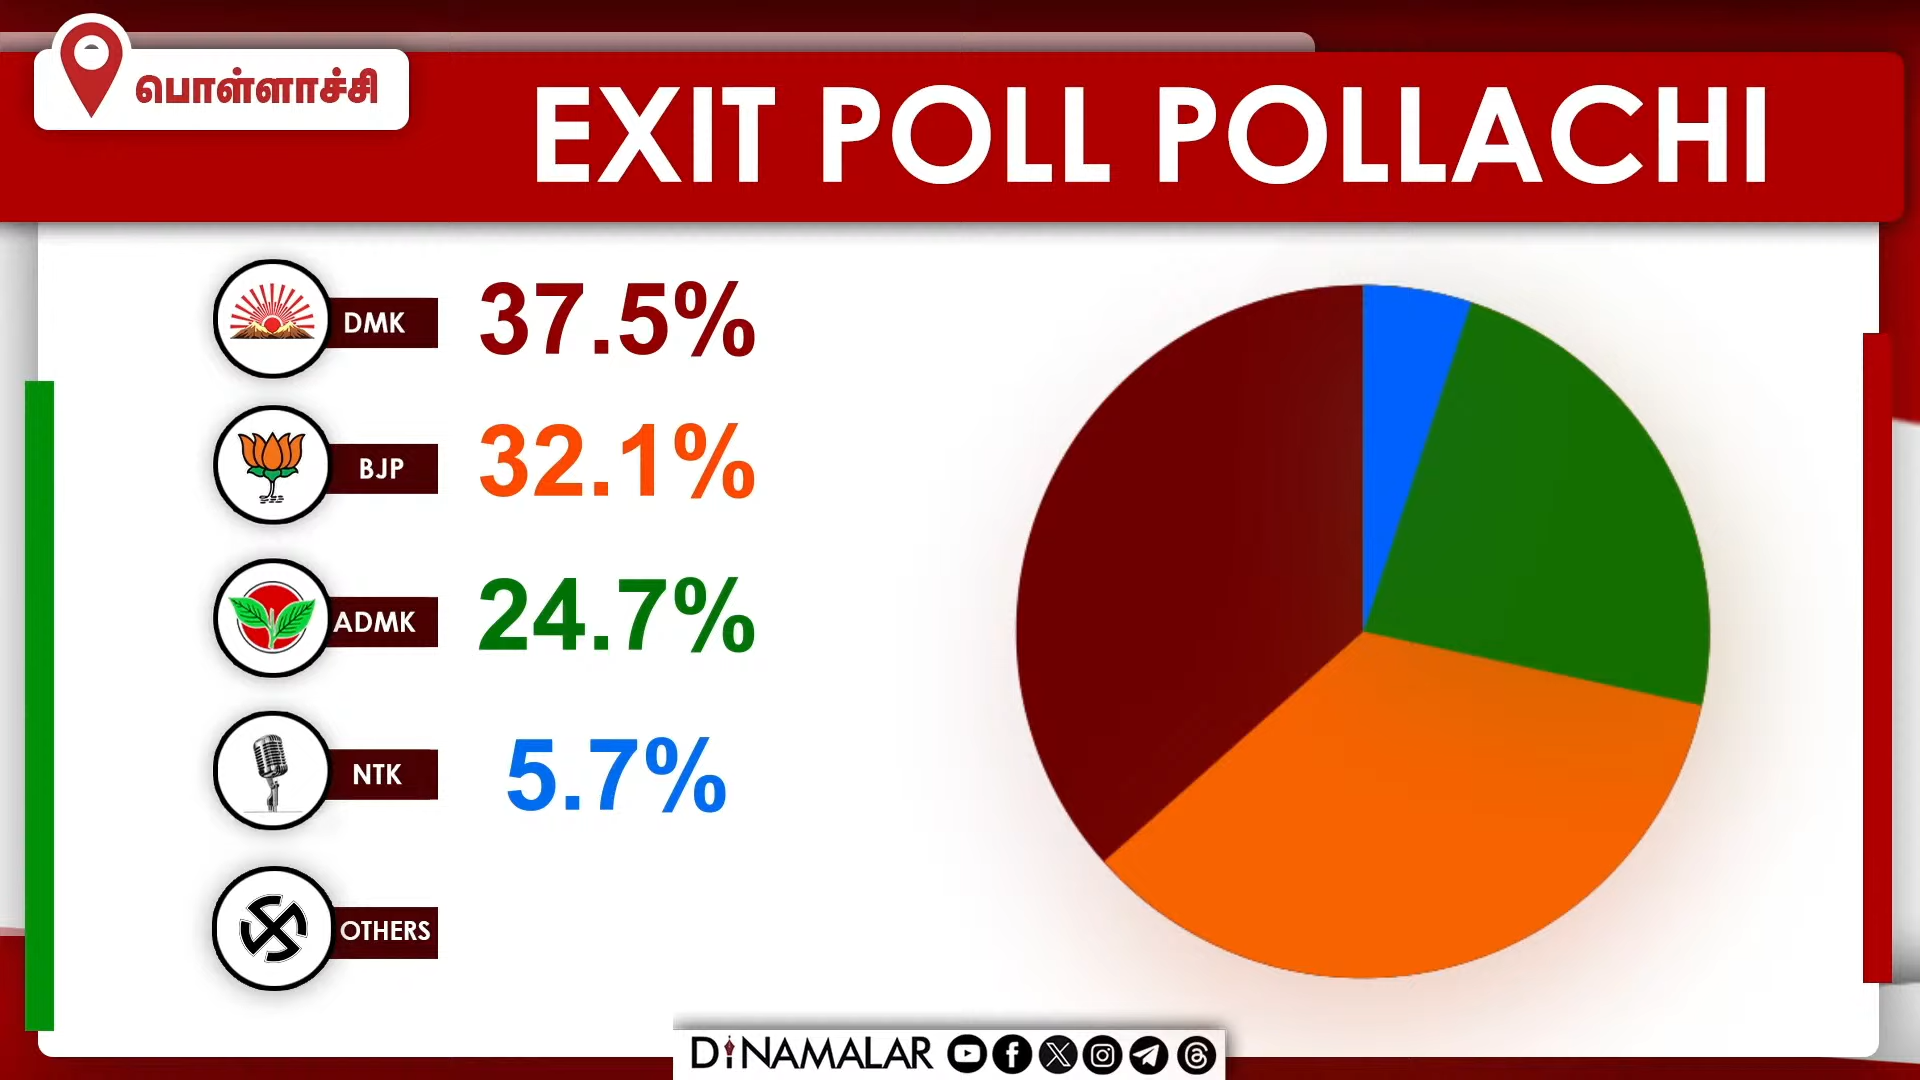 பொள்ளாச்சி
EXIT POLL POLLACHI
DMK 37.5%
BJP 32.1%
ADMK 24.7%
NTK 5.7%
OTHERS
DINAMALAR